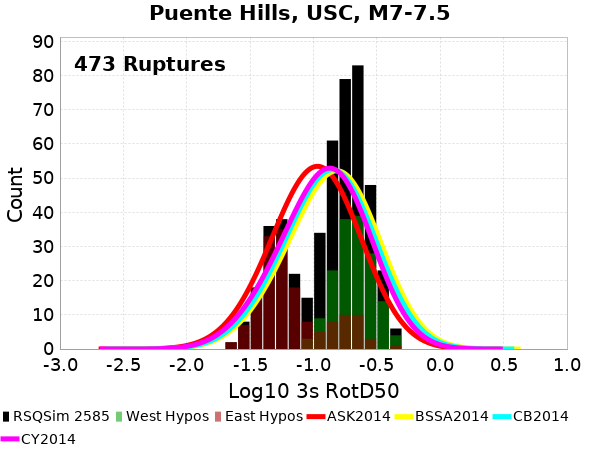 Puente Hills, USC, M7-7.5
473 Ruptures
Count
90
80
70
60
50
40
30
20
10
0
-3.0 -2.5 -2.0 -1.5 -1.0 -0.5 0.0 0.5 1.0
Log10 3s RotD50
RSQSim 2585 West Hypos East Hypos ASK2014 BSSA2014 CB2014
CY2014